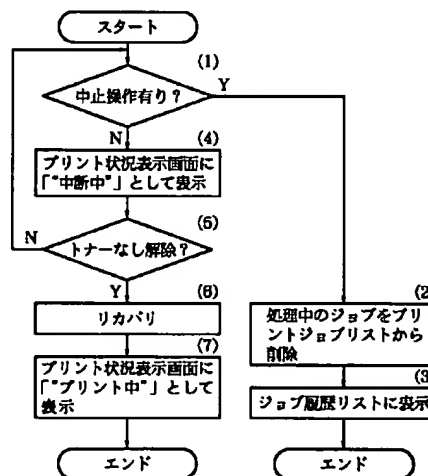 スタート
(1)
中止操作有り?
Y
N
(4)
プリント状況表示画面に
「"中断中"」として表示
(5)
N
トナーなし解除?
Y
(6)
リカバリ
(7)
プリント状況表示画面に
「"プリント中"」として
表示
エンド
(2)
処理中のジョブをプリ
ントジョブリストから
削除
(3)
ジョブ履歴リストに表示
エンド